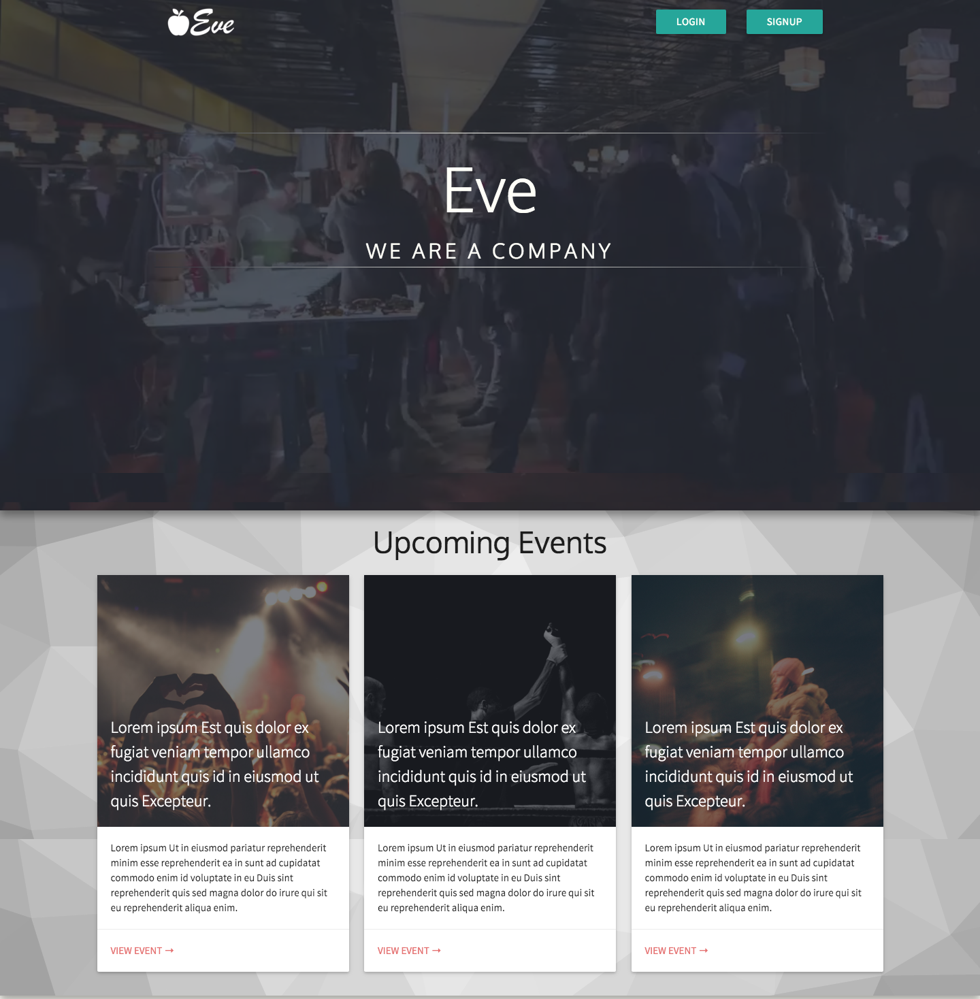 Eve
LOGIN
SIGNUP
Eve
WE ARE A COMPANY
Upcoming Events
Lorem ipsum Est quis dolor ex
fugiat veniam tempor ullamco
incididunt quis id in eiusmod ut
quis Excepteur.
Lorem ipsum Ut in eiusmod pariatur reprehenderit
minim esse reprehenderit ea in sunt ad cupidatat
commodo enim id voluptate in eu Duis sint
reprehenderit quis sed magna dolor do irure qui sit
eu reprehenderit aliqua enim.
VIEW EVENT →
Lorem ipsum Est quis dolor ex
fugiat veniam tempor ullamco
incididunt quis id in eiusmod ut
quis Excepteur.
Lorem ipsum Ut in eiusmod pariatur reprehenderit
minim esse reprehenderit ea in sunt ad cupidatat
commodo enim id voluptate in eu Duis sint
reprehenderit quis sed magna dolor do irure qui sit
eu reprehenderit aliqua enim.
VIEW EVENT →
Lorem ipsum Est quis dolor ex
fugiat veniam tempor ullamco
incididunt quis id in eiusmod ut
quis Excepteur.
Lorem ipsum Ut in eiusmod pariatur reprehenderit
minim esse reprehenderit ea in sunt ad cupidatat
commodo enim id voluptate in eu Duis sint
reprehenderit quis sed magna dolor do irure qui sit
eu reprehenderit aliqua enim.
VIEW EVENT →